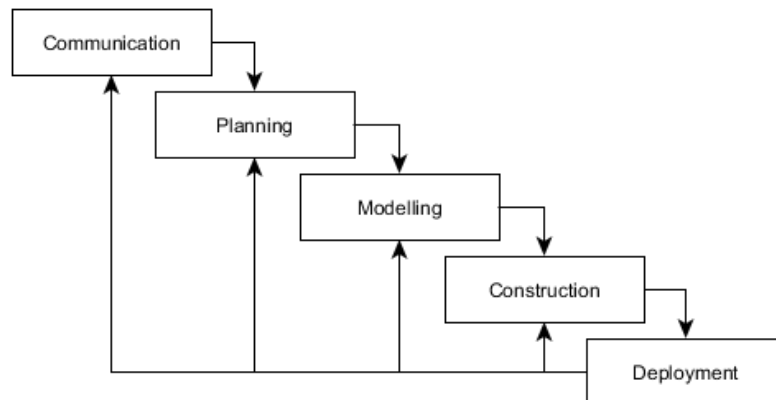 Communication
Planning
Modelling
Construction
Deployment